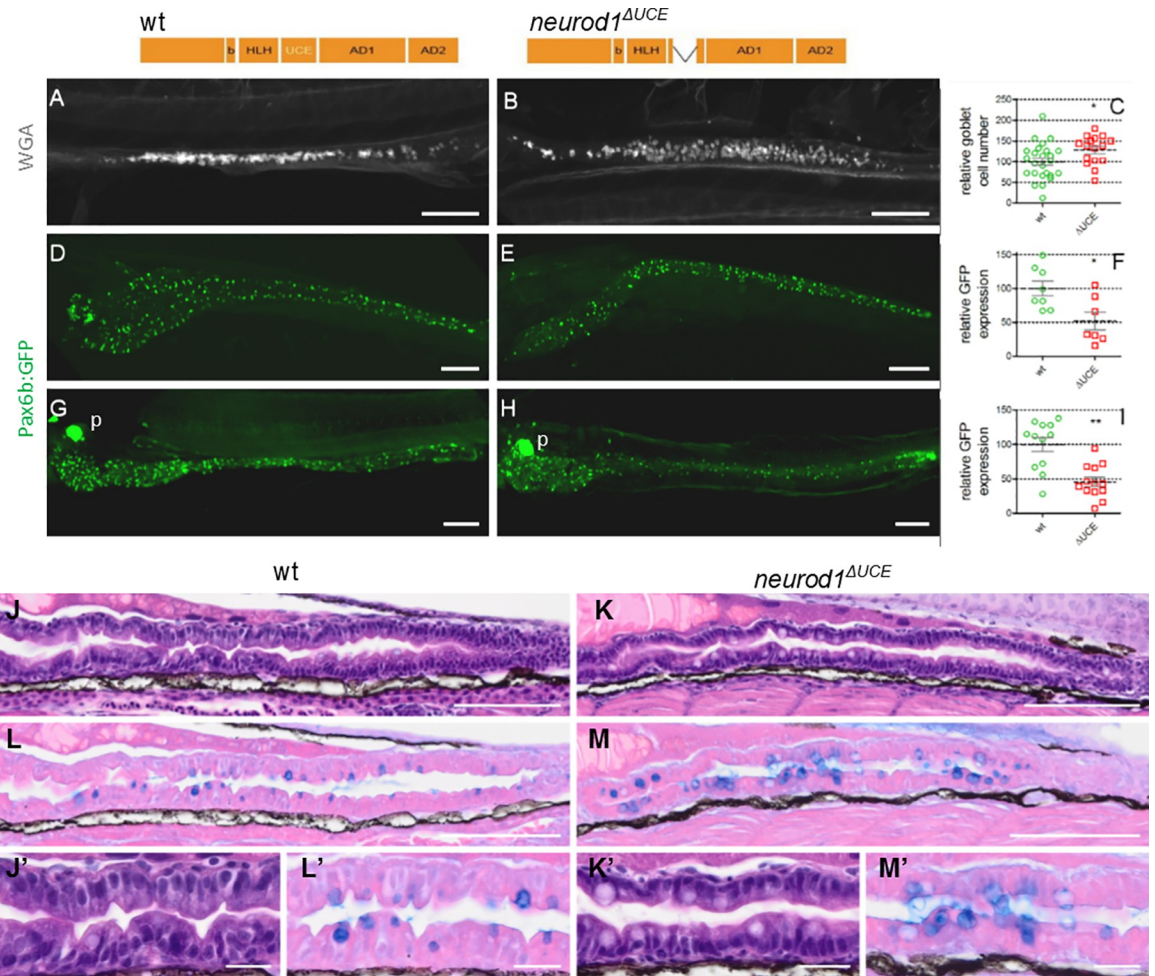 wt
neurod1ΔUCE
b HLH UCE AD1 AD2
b HLH AD1 AD2
WGA
A
B
C
relative goblet
cell number
250
200
150
100
50
0
*
wt
ΔUCE
Pax6b:GFP
D
E
F
relative GFP
expression
150
100
50
0
*
wt
ΔUCE
G
p
H
p
I
relative GFP
expression
150
100
50
0
**
wt
ΔUCE
wt
neurod1ΔUCE
J
K
L
M
J'
L'
K'
M'